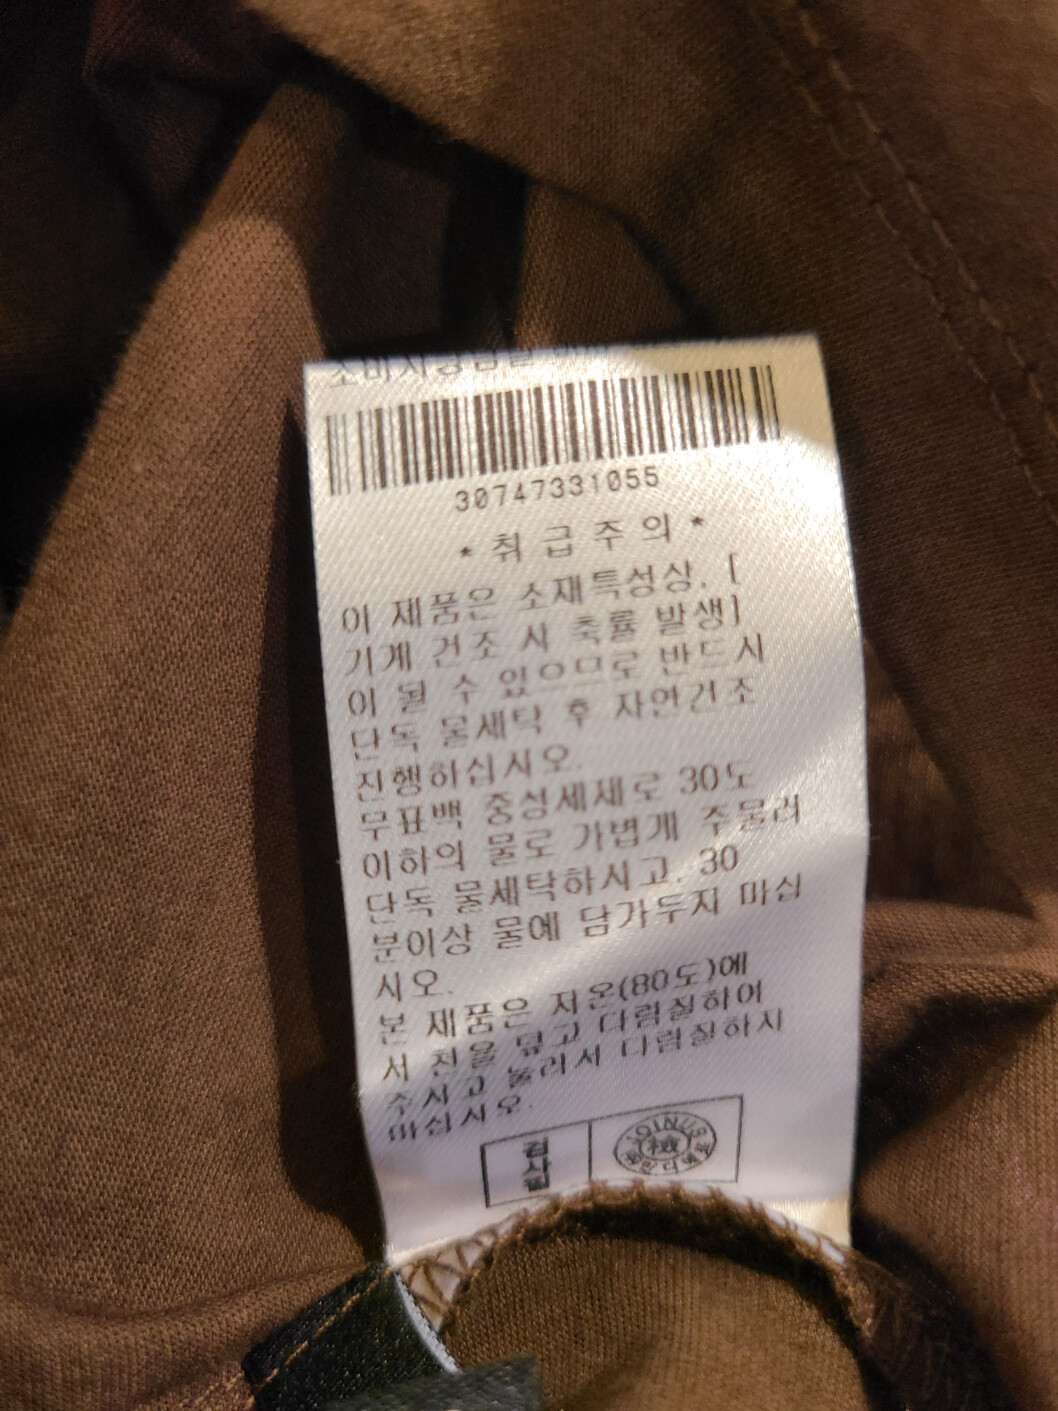 30747331055
* 취 급 주 의 *
이 제품은 소재특성상, [
기계 건조 시 축률 발생]
이 될 수 있으므로 반드시
단독 물세탁 후 자연건조
진행하십시오.
무표백 중성세제로 30도
이하의 물로 가볍게 주물러
단독 물세탁하시고, 30
분이상 물에 담가두지 마십
시오.
본 제품은 저온(80도)에
서 천을 덮고 다림질하여
주시고 눌러서 다림질하지
마십시오.
검사필
JOINUS
檢